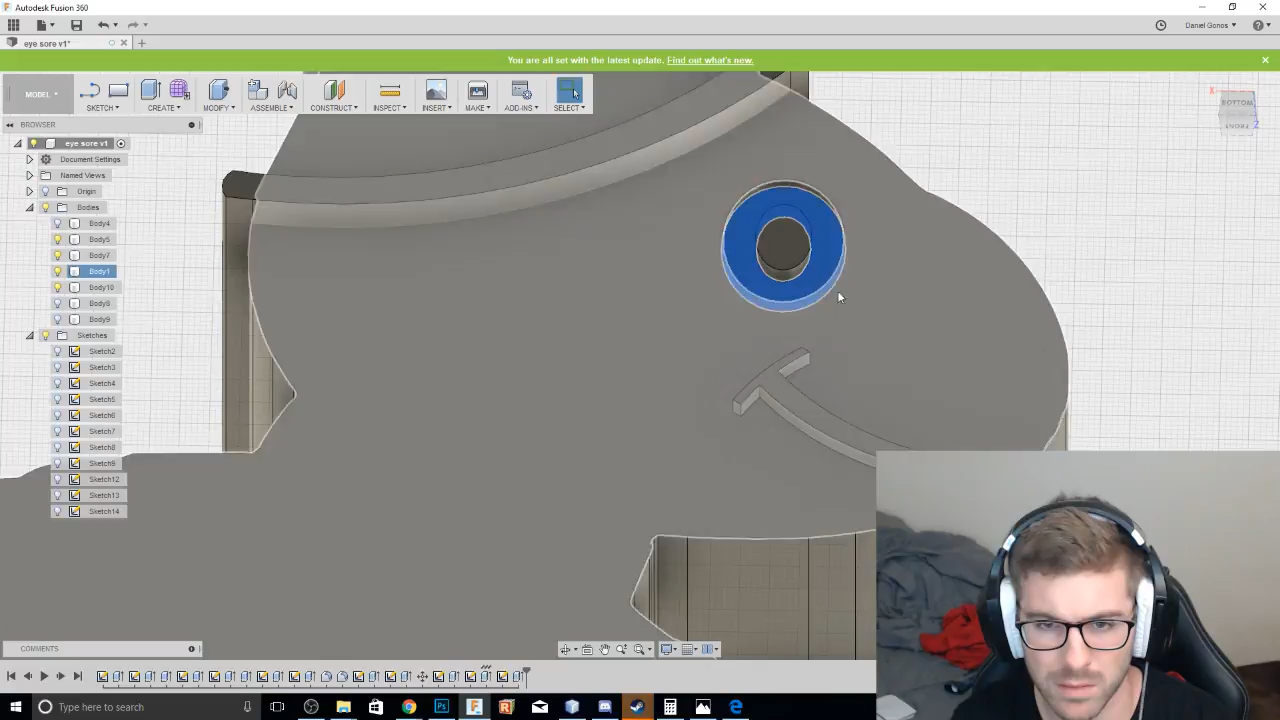 Autodesk Fusion 360
Daniel Gonos
eye sore v1*
You are all set with the latest update. Find out what's new.
MODEL
SKETCH
CREATE
MODIFY
ASSEMBLE
CONSTRUCT
INSPECT
INSERT
MAKE
ADD-INS
SELECT
BOTTOM
FRONT
X
Z
BROWSER
eye sore v1
Document Settings
Named Views
Origin
Bodies
Body4
Body5
Body7
Body1
Body10
Body8
Body9
Sketches
Sketch2
Sketch3
Sketch4
Sketch5
Sketch6
Sketch7
Sketch8
Sketch9
Sketch12
Sketch13
Sketch14
COMMENTS
Type here to search